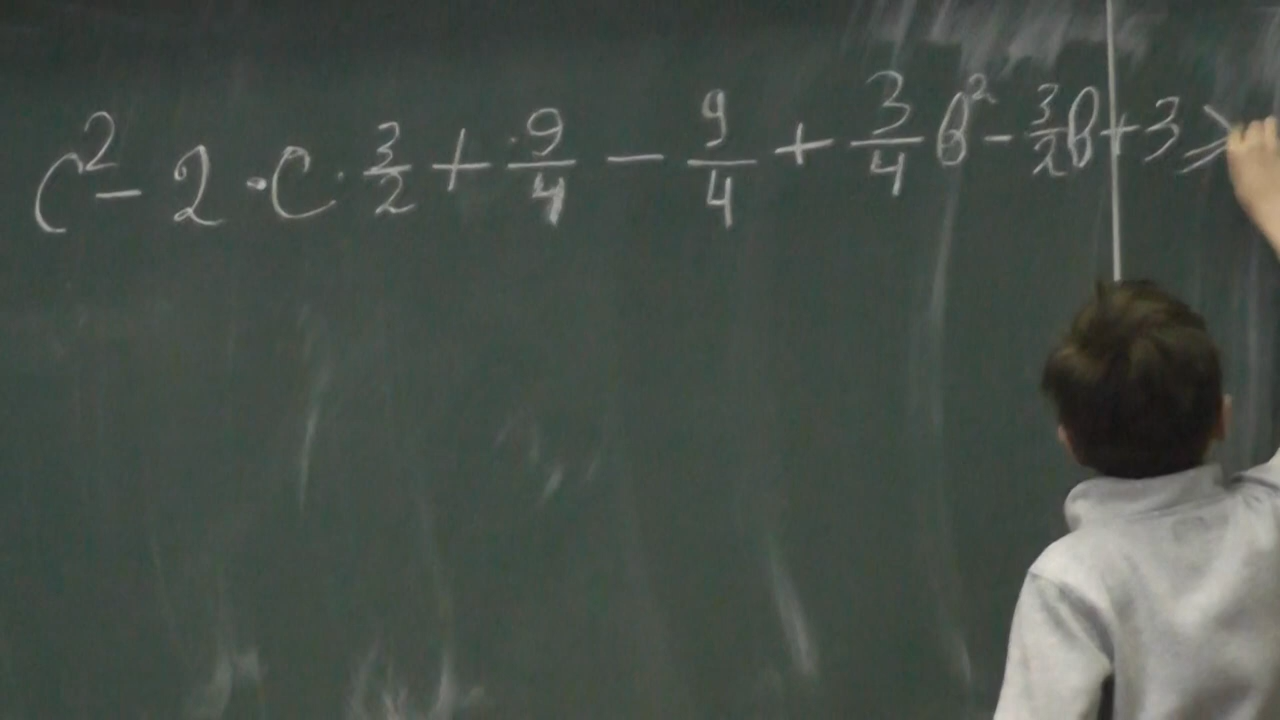 c² - 2 · c · 3/2 + 9/4 - 9/4 + 3/4 b² - 3/2 b + 3 ≥